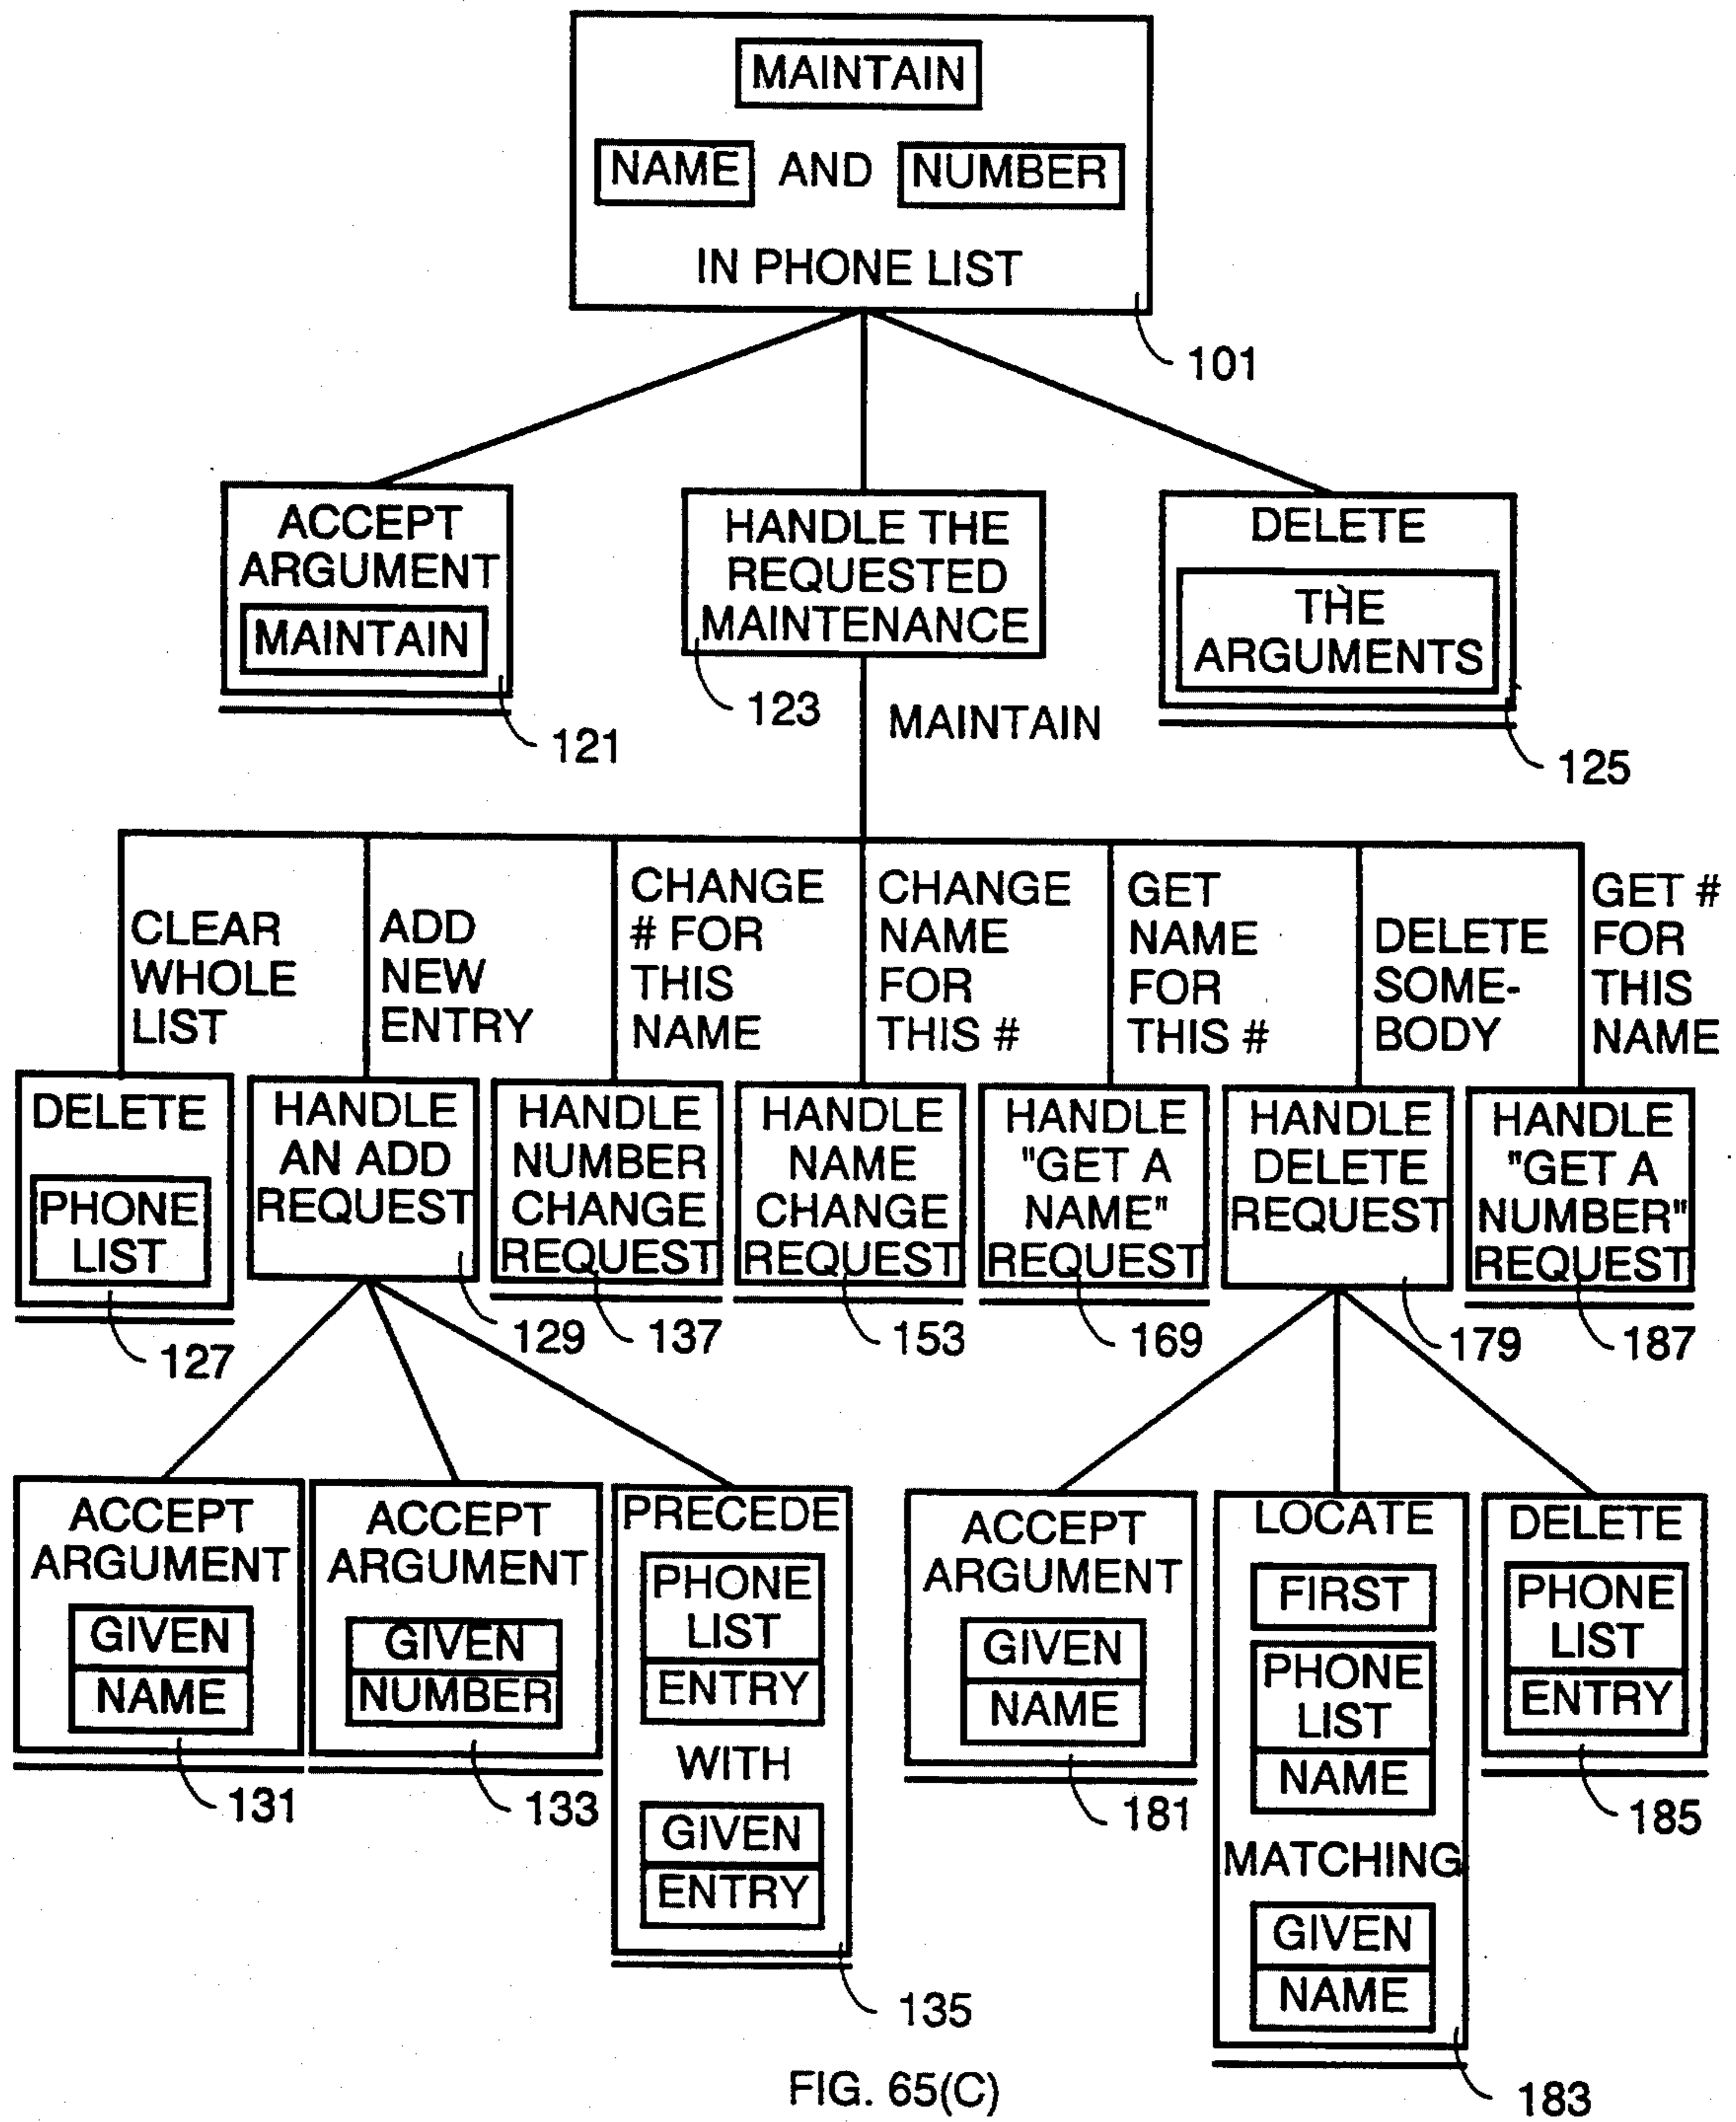 MAINTAIN
NAME AND NUMBER
IN PHONE LIST
101
ACCEPT
ARGUMENT
MAINTAIN
121
HANDLE THE
REQUESTED
MAINTENANCE
123
MAINTAIN
DELETE
THE
ARGUMENTS
125
CLEAR
WHOLE
LIST
ADD
NEW
ENTRY
CHANGE
# FOR
THIS
NAME
CHANGE
NAME
FOR
THIS #
GET
NAME
FOR
THIS #
DELETE
SOME-
BODY
GET #
FOR
THIS
NAME
DELETE
PHONE
LIST
127
HANDLE
AN ADD
REQUEST
129
HANDLE
NUMBER
CHANGE
REQUEST
137
HANDLE
NAME
CHANGE
REQUEST
153
HANDLE
"GET A
NAME"
REQUEST
169
HANDLE
DELETE
REQUEST
179
HANDLE
"GET A
NUMBER"
REQUEST
187
ACCEPT
ARGUMENT
GIVEN
NAME
131
ACCEPT
ARGUMENT
GIVEN
NUMBER
133
PRECEDE
PHONE
LIST
ENTRY
WITH
GIVEN
ENTRY
135
ACCEPT
ARGUMENT
GIVEN
NAME
181
LOCATE
FIRST
PHONE
LIST
NAME
MATCHING
GIVEN
NAME
183
DELETE
PHONE
LIST
ENTRY
185
FIG. 65(C)